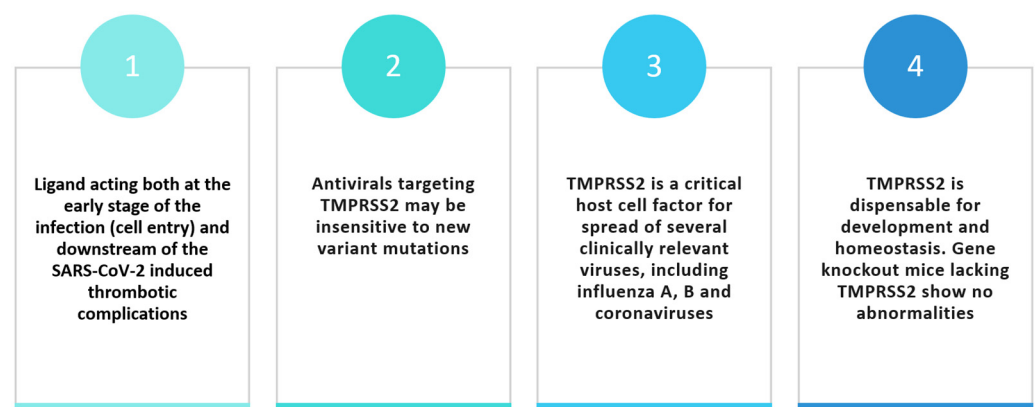 1
Ligand acting both at the
early stage of the
infection (cell entry) and
downstream of the
SARS-CoV-2 induced
thrombotic
complications
2
Antivirals targeting
TMPRSS2 may be
insensitive to new
variant mutations
3
TMPRSS2 is a critical
host cell factor for
spread of several
clinically relevant
viruses, including
influenza A, B and
coronaviruses
4
TMPRSS2 is
dispensable for
development and
homeostasis. Gene
knockout mice lacking
TMPRSS2 show no
abnormalities